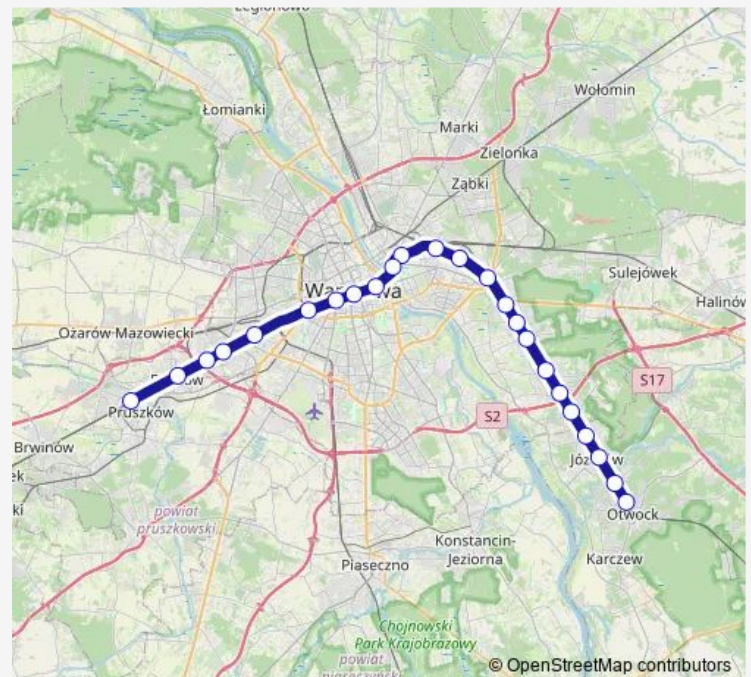 Łomianki
Wołomin
Marki
Zielonka
Ząbki
Sulejówek
Halinów
Ożarów Mazowiecki
S17
Pruszków
S2
Brwinów
powiat
pruszkowski
Otwock
Konstancin-
Jeziorna
Karczew
Piaseczno
Chojnowski
Park Krajobrazowy
powiat
© OpenStreetMap contributors